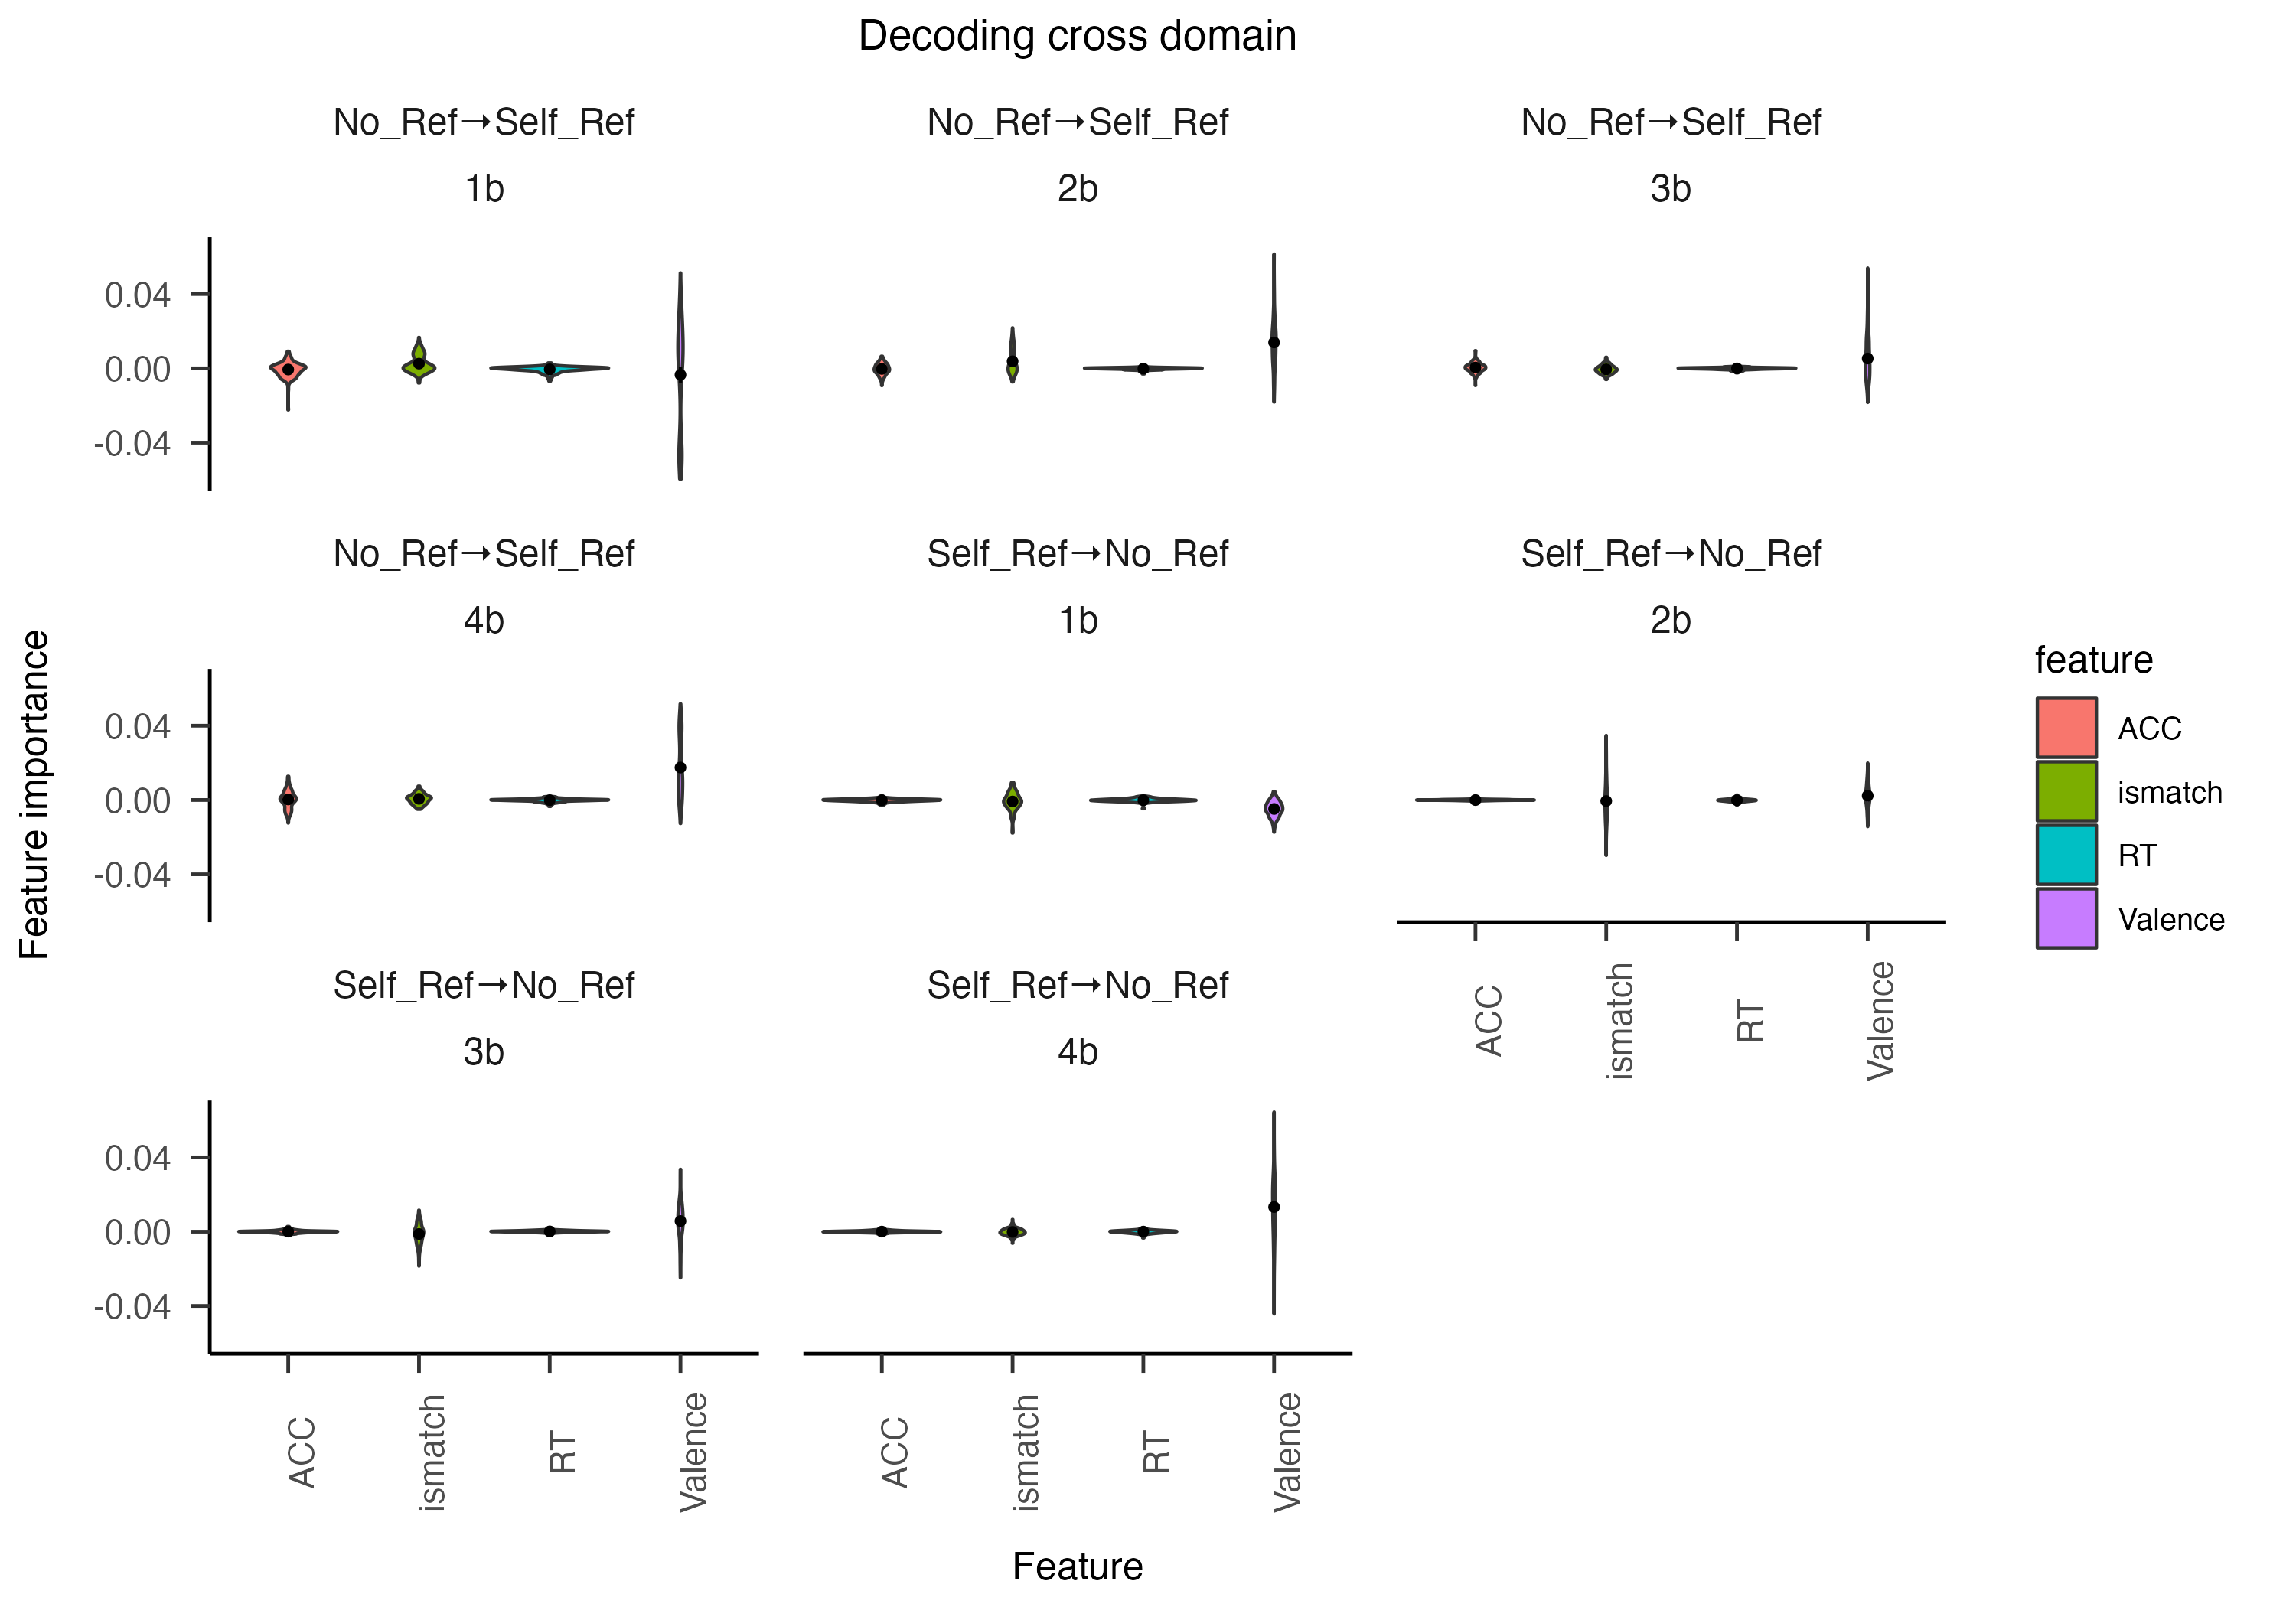 Decoding cross domain
No_Ref→Self_Ref
1b
No_Ref→Self_Ref
2b
No_Ref→Self_Ref
3b
0.04
0.00
-0.04
No_Ref→Self_Ref
4b
Self_Ref→No_Ref
1b
Self_Ref→No_Ref
2b
0.04
0.00
-0.04
ACC
ismatch
RT
Valence
Self_Ref→No_Ref
3b
Self_Ref→No_Ref
4b
0.04
0.00
-0.04
ACC
ismatch
RT
Valence
ACC
ismatch
RT
Valence
Feature
Feature importance
feature
ACC
ismatch
RT
Valence